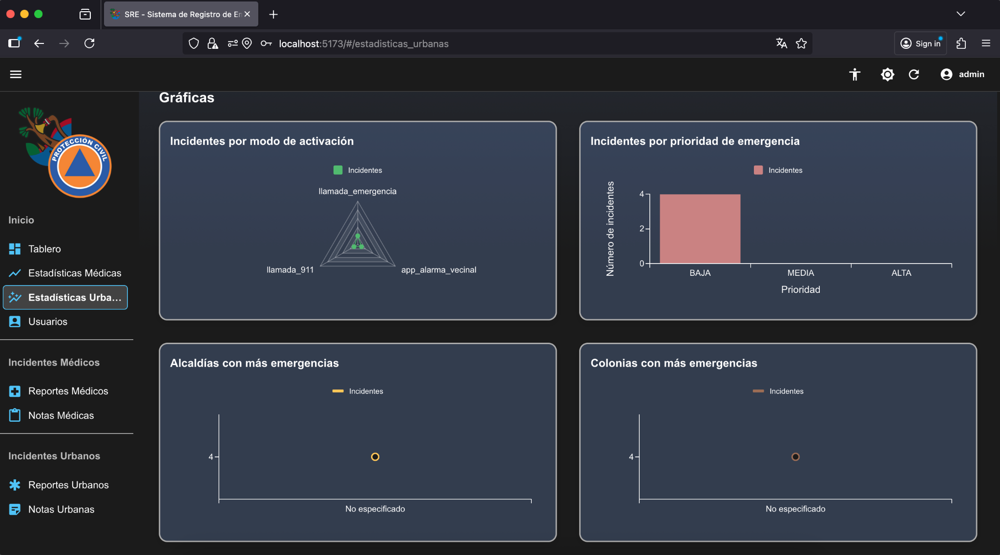 SRE - Sistema de Registro de En
localhost:5173/#/estadisticas_urbanas
Sign in
admin
PROTECCIÓN CIVIL
Inicio
Tablero
Estadísticas Médicas
Estadísticas Urba...
Usuarios
Incidentes Médicos
Reportes Médicos
Notas Médicas
Incidentes Urbanos
Reportes Urbanos
Notas Urbanas
Gráficas
Incidentes por modo de activación
Incidentes
llamada_emergencia
llamada_911
app_alarma_vecinal
Incidentes por prioridad de emergencia
Incidentes
Número de incidentes
4
2
0
BAJA
MEDIA
ALTA
Prioridad
Alcaldías con más emergencias
Incidentes
4
No especificado
Colonias con más emergencias
Incidentes
4
No especificado